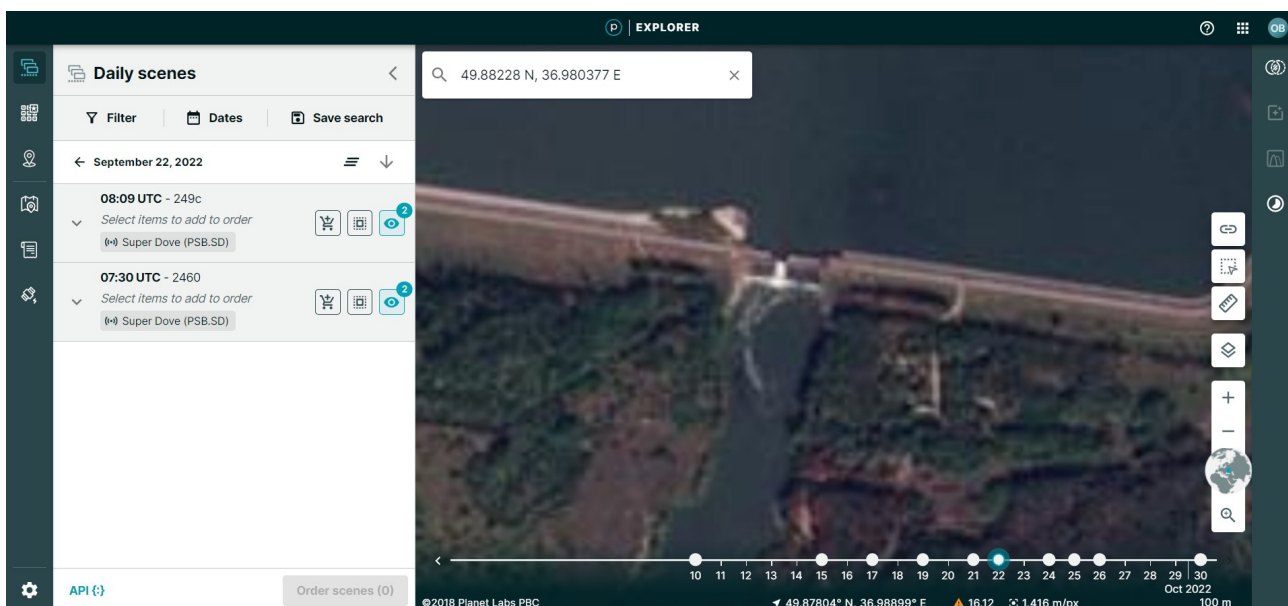 p | EXPLORER
OB
Daily scenes
49.88228 N, 36.980377 E
Filter
Dates
Save search
September 22, 2022
08:09 UTC - 249c
Select items to add to order
2
Super Dove (PSB.SD)
07:30 UTC - 2460
Select items to add to order
2
Super Dove (PSB.SD)
10 11 12 13 14 15 16 17 18 19 20 21 22 23 24 25 26 27 28 29 30
Oct 2022
API {:}
Order scenes (0)
©2018 Planet Labs PBC
49.87804° N, 36.98899° E
16.12
1.416 m/px
100 m